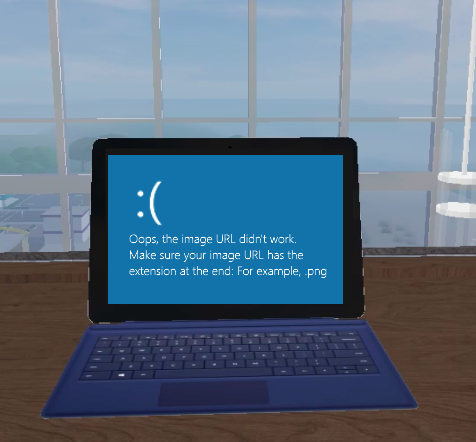 :(
Oops, the image URL didn't work.
Make sure your image URL has the
extension at the end: For example, .png